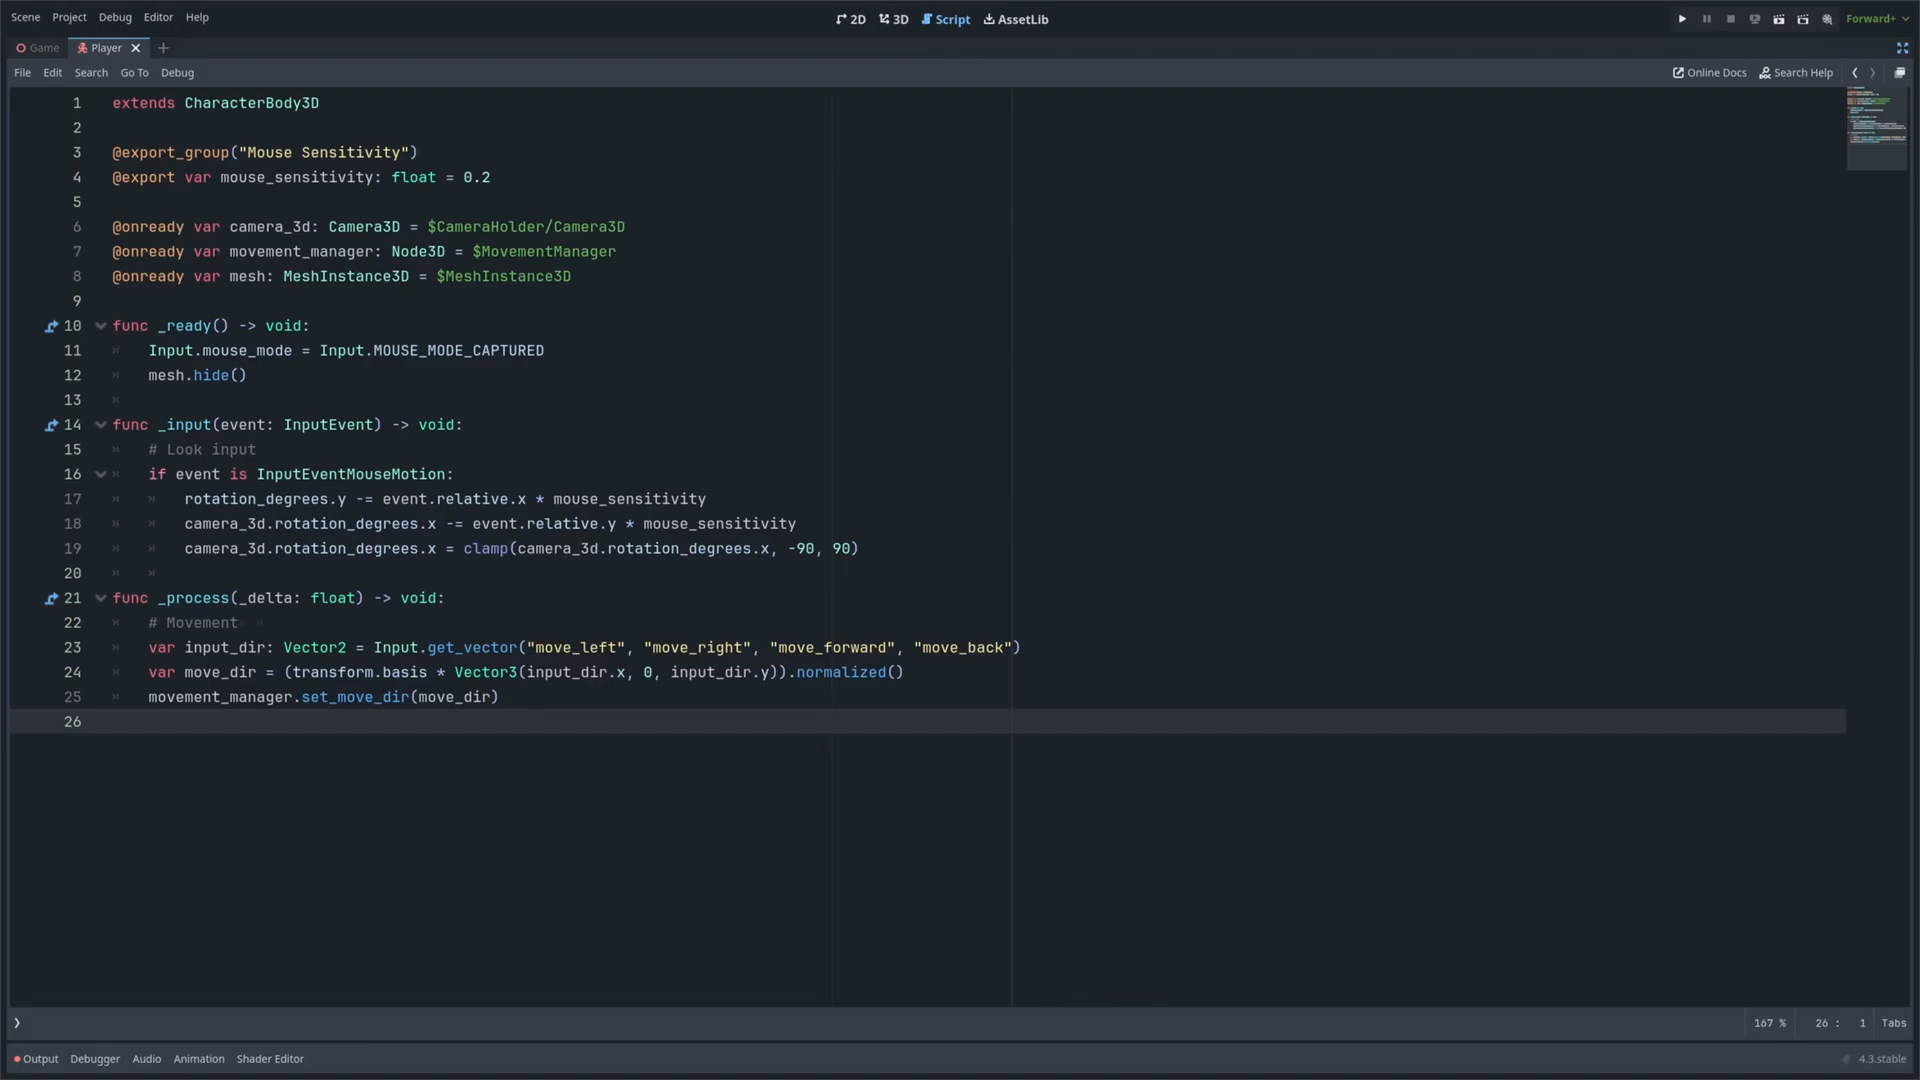 Scene Project Debug Editor Help
2D 3D Script AssetLib
Forward+
Game Player
File Edit Search Go To Debug
Online Docs Search Help
1 extends CharacterBody3D
2
3 @export_group("Mouse Sensitivity")
4 @export var mouse_sensitivity: float = 0.2
5
6 @onready var camera_3d: Camera3D = $CameraHolder/Camera3D
7 @onready var movement_manager: Node3D = $MovementManager
8 @onready var mesh: MeshInstance3D = $MeshInstance3D
9
10 func _ready() -> void:
11 Input.mouse_mode = Input.MOUSE_MODE_CAPTURED
12 mesh.hide()
13
14 func _input(event: InputEvent) -> void:
15 # Look input
16 if event is InputEventMouseMotion:
17 rotation_degrees.y -= event.relative.x * mouse_sensitivity
18 camera_3d.rotation_degrees.x -= event.relative.y * mouse_sensitivity
19 camera_3d.rotation_degrees.x = clamp(camera_3d.rotation_degrees.x, -90, 90)
20
21 func _process(_delta: float) -> void:
22 # Movement
23 var input_dir: Vector2 = Input.get_vector("move_left", "move_right", "move_forward", "move_back")
24 var move_dir = (transform.basis * Vector3(input_dir.x, 0, input_dir.y)).normalized()
25 movement_manager.set_move_dir(move_dir)
26
167 % 26 : 1 Tabs
Output Debugger Audio Animation Shader Editor
4.3.stable